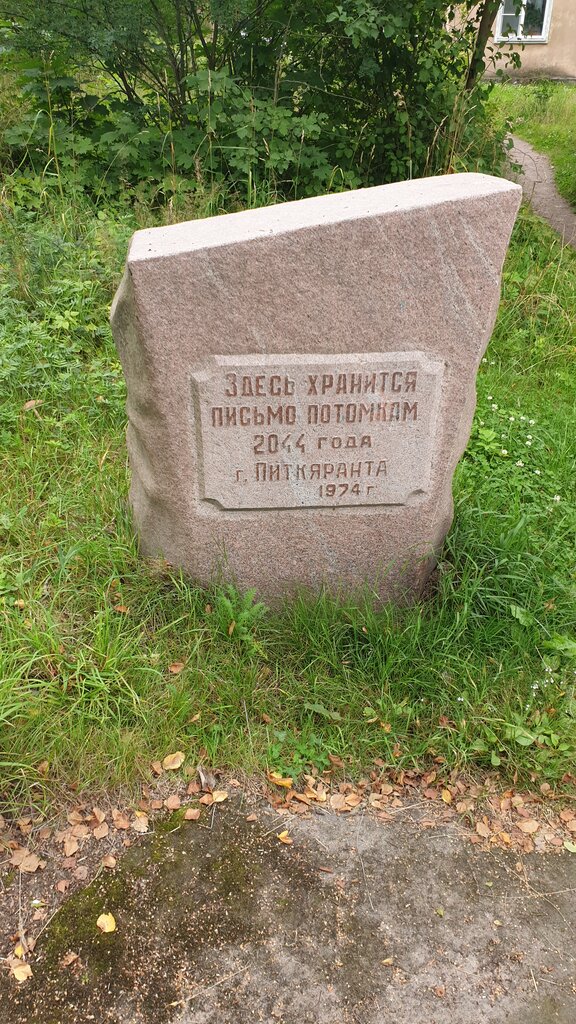 Здесь хранится
письмо потомкам
2044 года
г. Питкяранта
1974 г